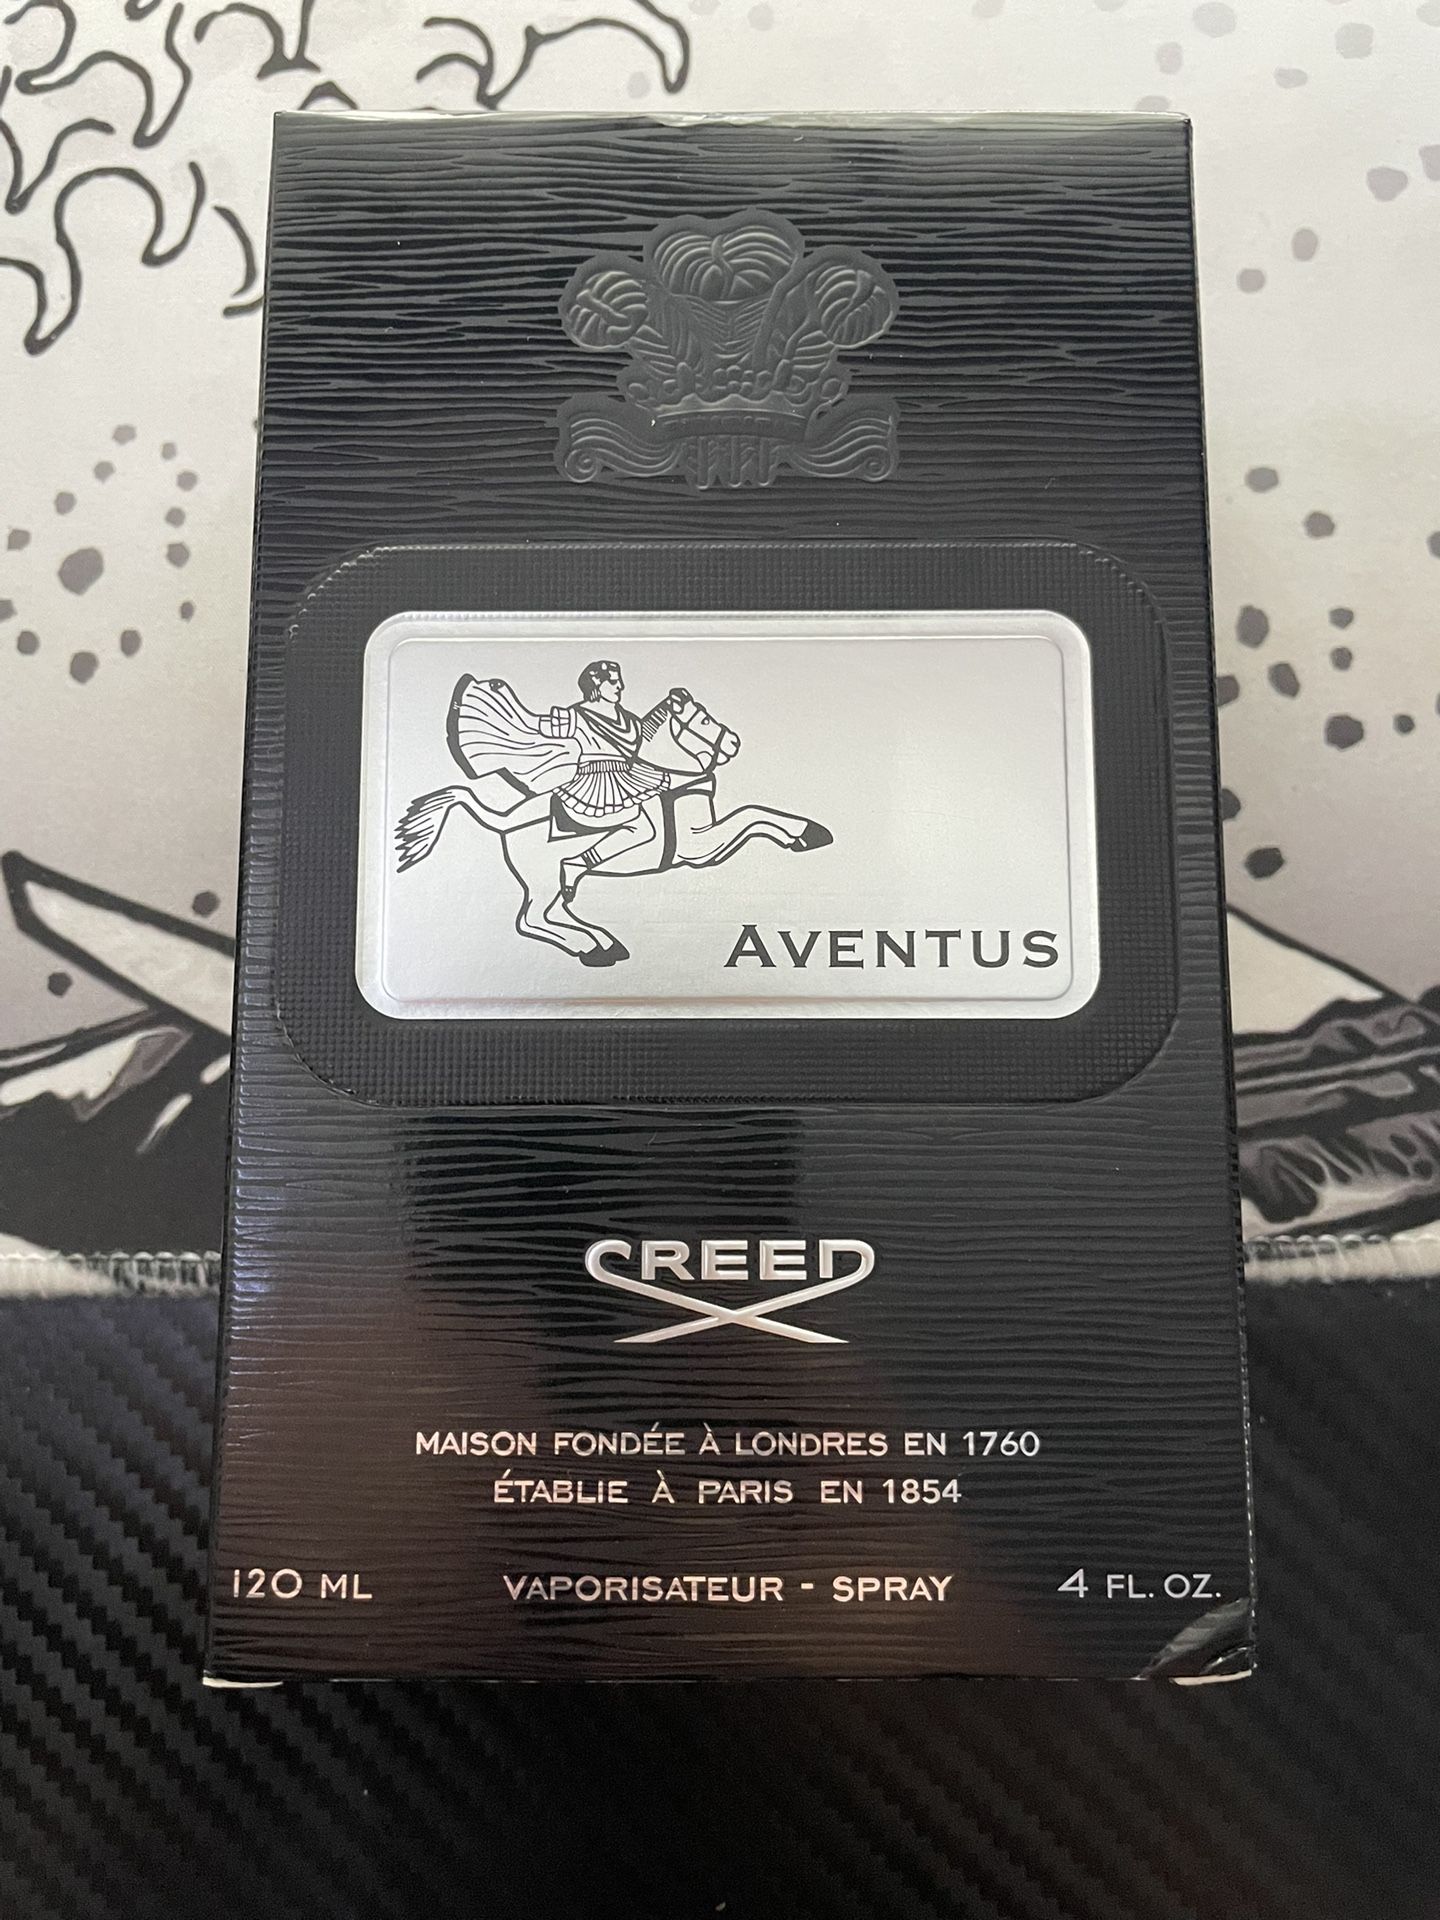 AVENTUS
CREED
MAISON FONDÉE À LONDRES EN 1760
ÉTABLIE À PARIS EN 1854
120 ML VAPORISATEUR - SPRAY 4 FL. OZ.